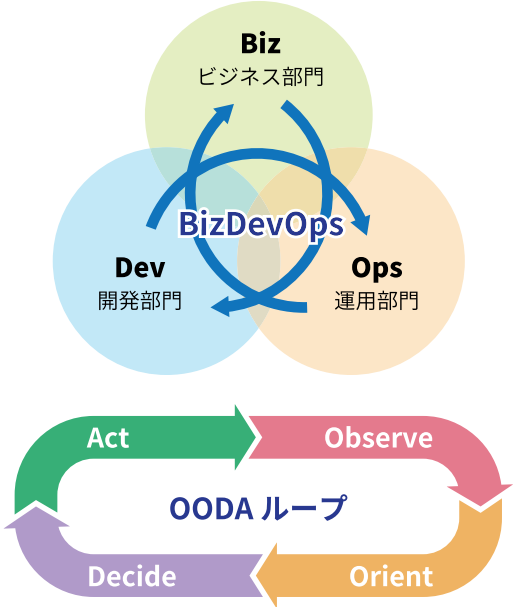 Biz
ビジネス部門
BizDevOps
Dev
開発部門
Ops
運用部門
Act
Observe
OODA ループ
Decide
Orient